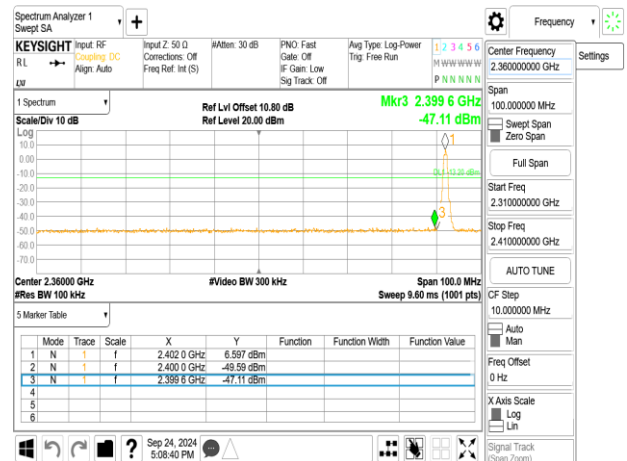 Spectrum Analyzer 1
Swept SA
Frequency
KEYSIGHT
RL
Input: RF
Coupling: DC
Align: Auto
Input Z: 50 Ω
Corrections: Off
Freq Ref: Int (S)
#Atten: 30 dB
PNO: Fast
Gate: Off
IF Gain: Low
Sig Track: Off
Avg Type: Log-Power
Trig: Free Run
1 2 3 4 5 6
M W W W W W
P N N N N N
LXI
Center Frequency
2.360000000 GHz
Settings
Span
100.000000 MHz
Swept Span
Zero Span
Full Span
Start Freq
2.310000000 GHz
Stop Freq
2.410000000 GHz
AUTO TUNE
CF Step
10.000000 MHz
Auto
Man
Freq Offset
0 Hz
X Axis Scale
Log
Lin
Signal Track
(Span Zoom)
1 Spectrum
Scale/Div 10 dB
Ref Lvl Offset 10.80 dB
Ref Level 20.00 dBm
Mkr3 2.399 6 GHz
-47.11 dBm
Log
10.0
0.00
-10.0
-20.0
-30.0
-40.0
-50.0
-60.0
-70.0
1
3
Center 2.36000 GHz
#Res BW 100 kHz
#Video BW 300 kHz
Span 100.0 MHz
Sweep 9.60 ms (1001 pts)
5 Marker Table
Mode Trace Scale X Y Function Function Width Function Value
1 N 1 f 2.402 0 GHz 6.597 dBm
2 N 1 f 2.400 0 GHz -49.59 dBm
3 N 1 f 2.399 6 GHz -47.11 dBm
4
5
6
?
Sep 24, 2024
5:08:40 PM